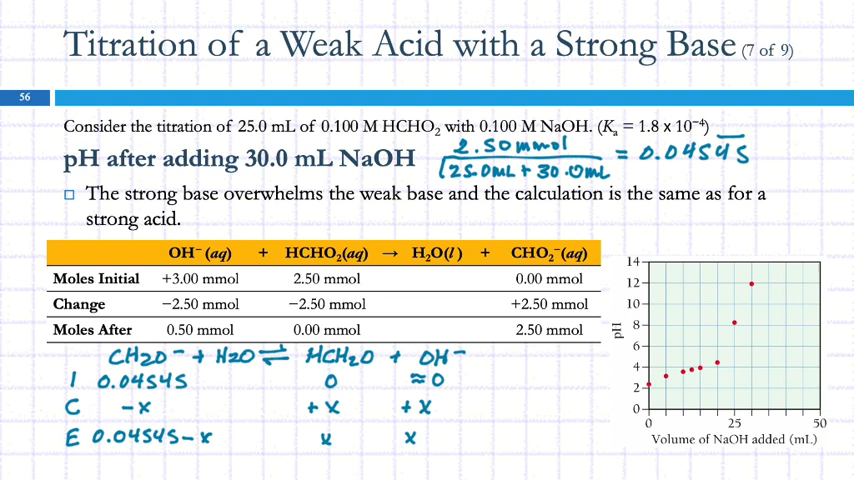 Titration of a Weak Acid with a Strong Base (7 of 9)
56
Consider the titration of 25.0 mL of 0.100 M HCHO₂ with 0.100 M NaOH. (Kₐ = 1.8 x 10⁻⁴)
pH after adding 30.0 mL NaOH
2.50 mmol
(25.0mL + 30.0mL = 0.04545
□ The strong base overwhelms the weak base and the calculation is the same as for a
strong acid.
OH⁻ (aq) + HCHO₂(aq) → H₂O(l) + CHO₂⁻(aq)
Moles Initial +3.00 mmol 2.50 mmol 0.00 mmol
Change −2.50 mmol −2.50 mmol +2.50 mmol
Moles After 0.50 mmol 0.00 mmol 2.50 mmol
CH2O⁻ + H2O ⇌ HCH2O + OH⁻
I 0.04545 0 ≈0
C −x +x +x
E 0.04545−x x x
pH
14
12
10
8
6
4
2
0
0 25 50
Volume of NaOH added (mL)